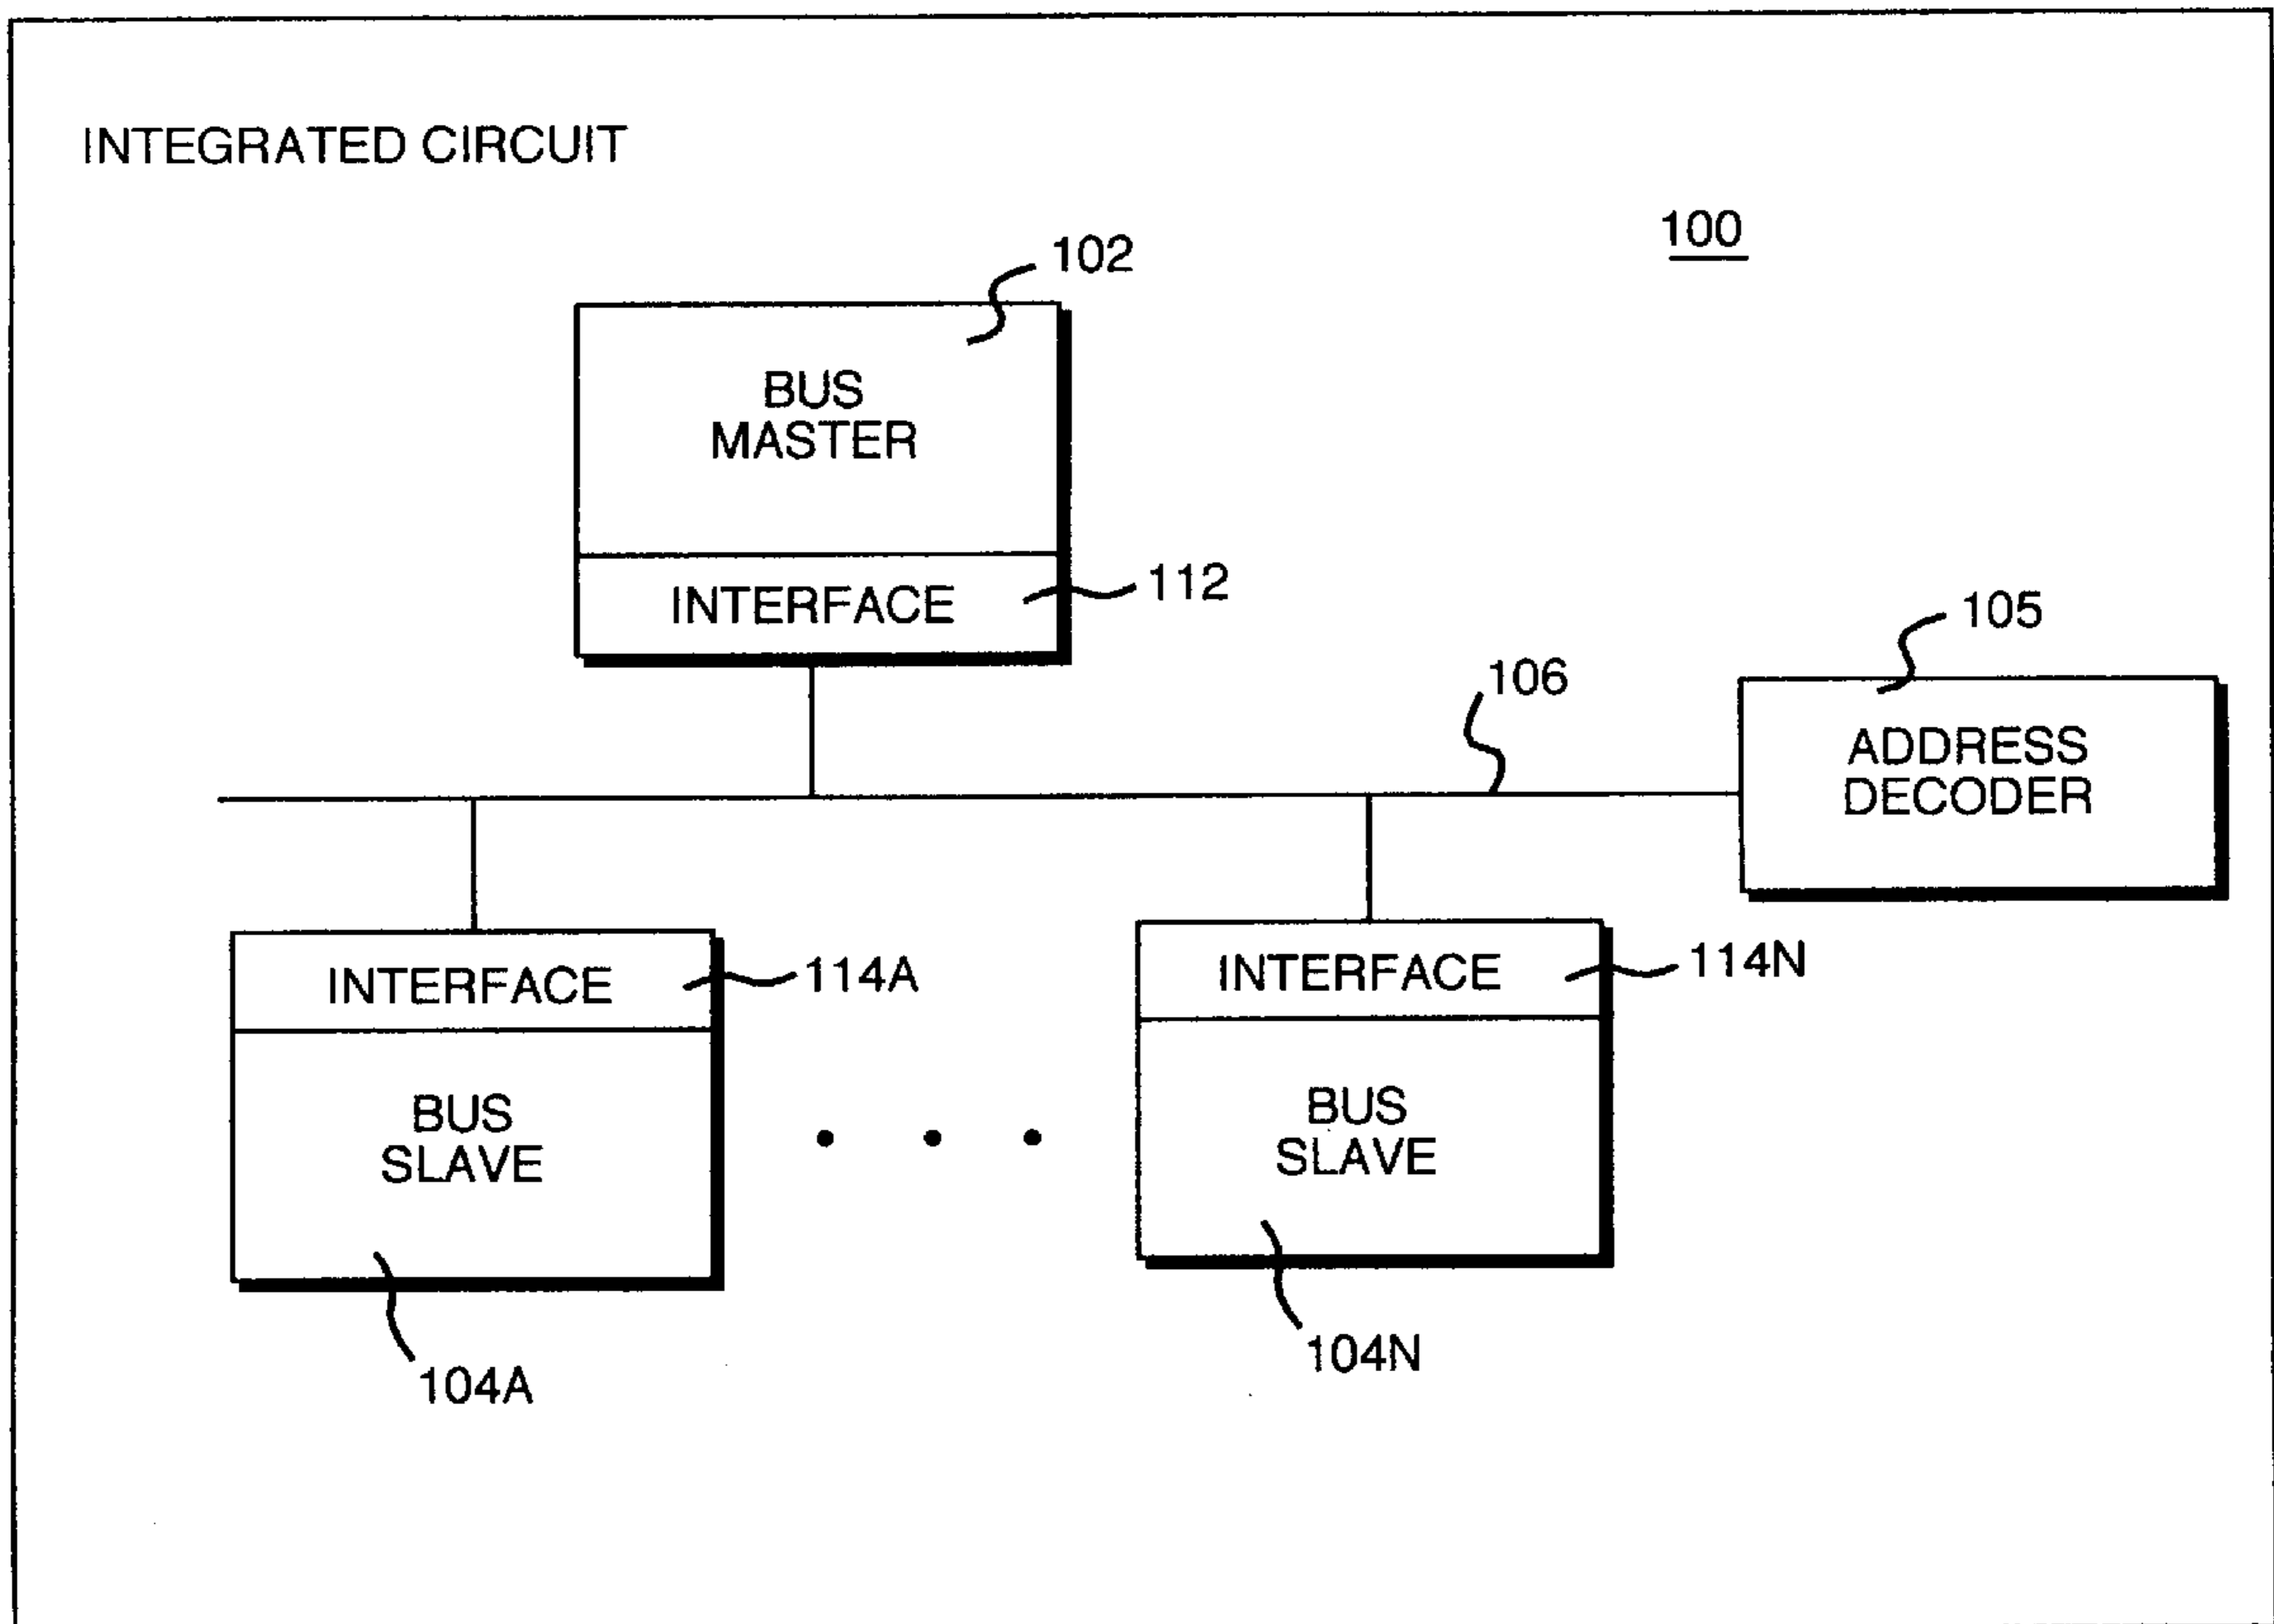 INTEGRATED CIRCUIT
100
102
BUS
MASTER
INTERFACE
112
105
106
ADDRESS
DECODER
INTERFACE
114A
INTERFACE
114N
BUS
SLAVE
BUS
SLAVE
104A
104N